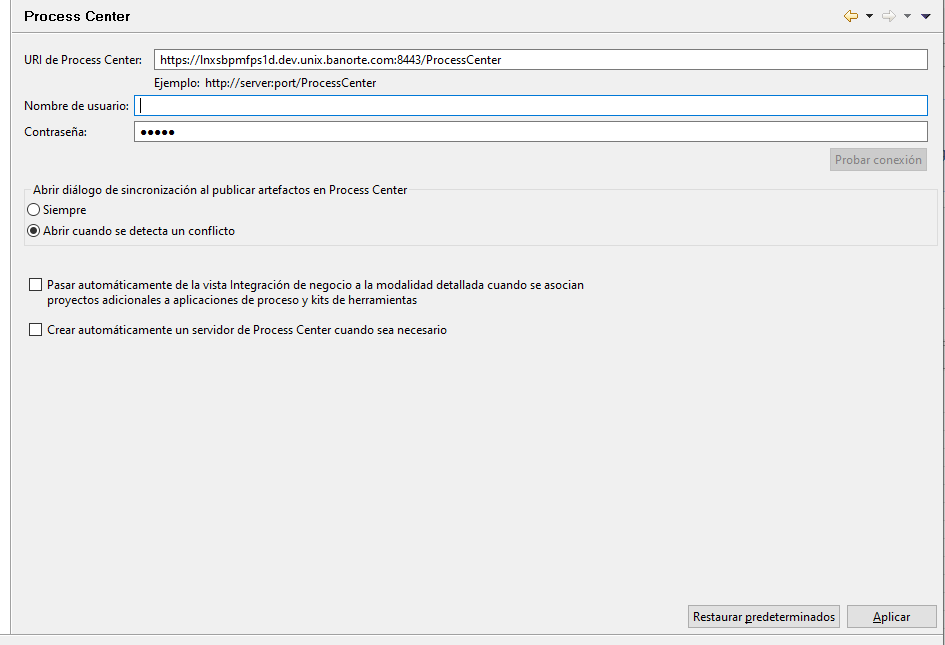 Process Center
URI de Process Center: https://lnxsbpmfps1d.dev.unix.banorte.com:8443/ProcessCenter
Ejemplo: http://server:port/ProcessCenter
Nombre de usuario:
Contraseña: ●●●●●
Probar conexión
Abrir diálogo de sincronización al publicar artefactos en Process Center
Siempre
Abrir cuando se detecta un conflicto
Pasar automáticamente de la vista Integración de negocio a la modalidad detallada cuando se asocian
proyectos adicionales a aplicaciones de proceso y kits de herramientas
Crear automáticamente un servidor de Process Center cuando sea necesario
Restaurar predeterminados Aplicar